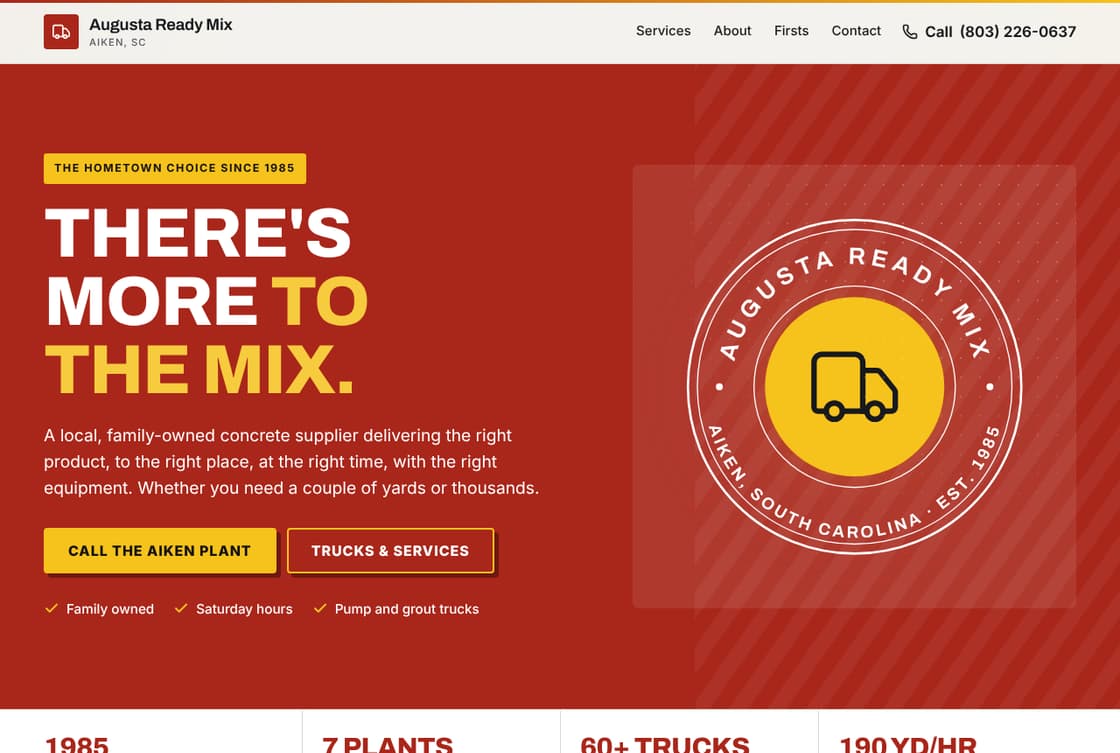 Augusta Ready Mix
AIKEN, SC
Services
About
Firsts
Contact
Call (803) 226-0637
THE HOMETOWN CHOICE SINCE 1985
THERE'S
MORE TO
THE MIX.
A local, family-owned concrete supplier delivering the right
product, to the right place, at the right time, with the right
equipment. Whether you need a couple of yards or thousands.
CALL THE AIKEN PLANT
TRUCKS & SERVICES
Family owned
Saturday hours
Pump and grout trucks
AUGUSTA READY MIX
AIKEN, SOUTH CAROLINA · EST. 1985
1985
7 PLANTS
60+ TRUCKS
190 YD/HR